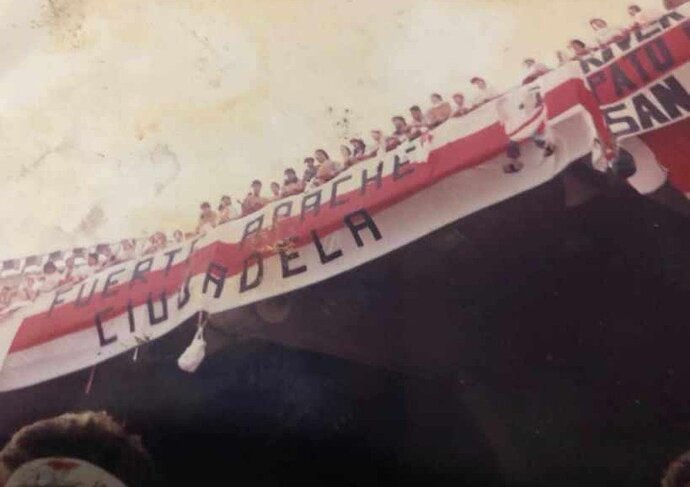 FUERTE APACHE
CIUDADELA
RIVER
PATO
SAN